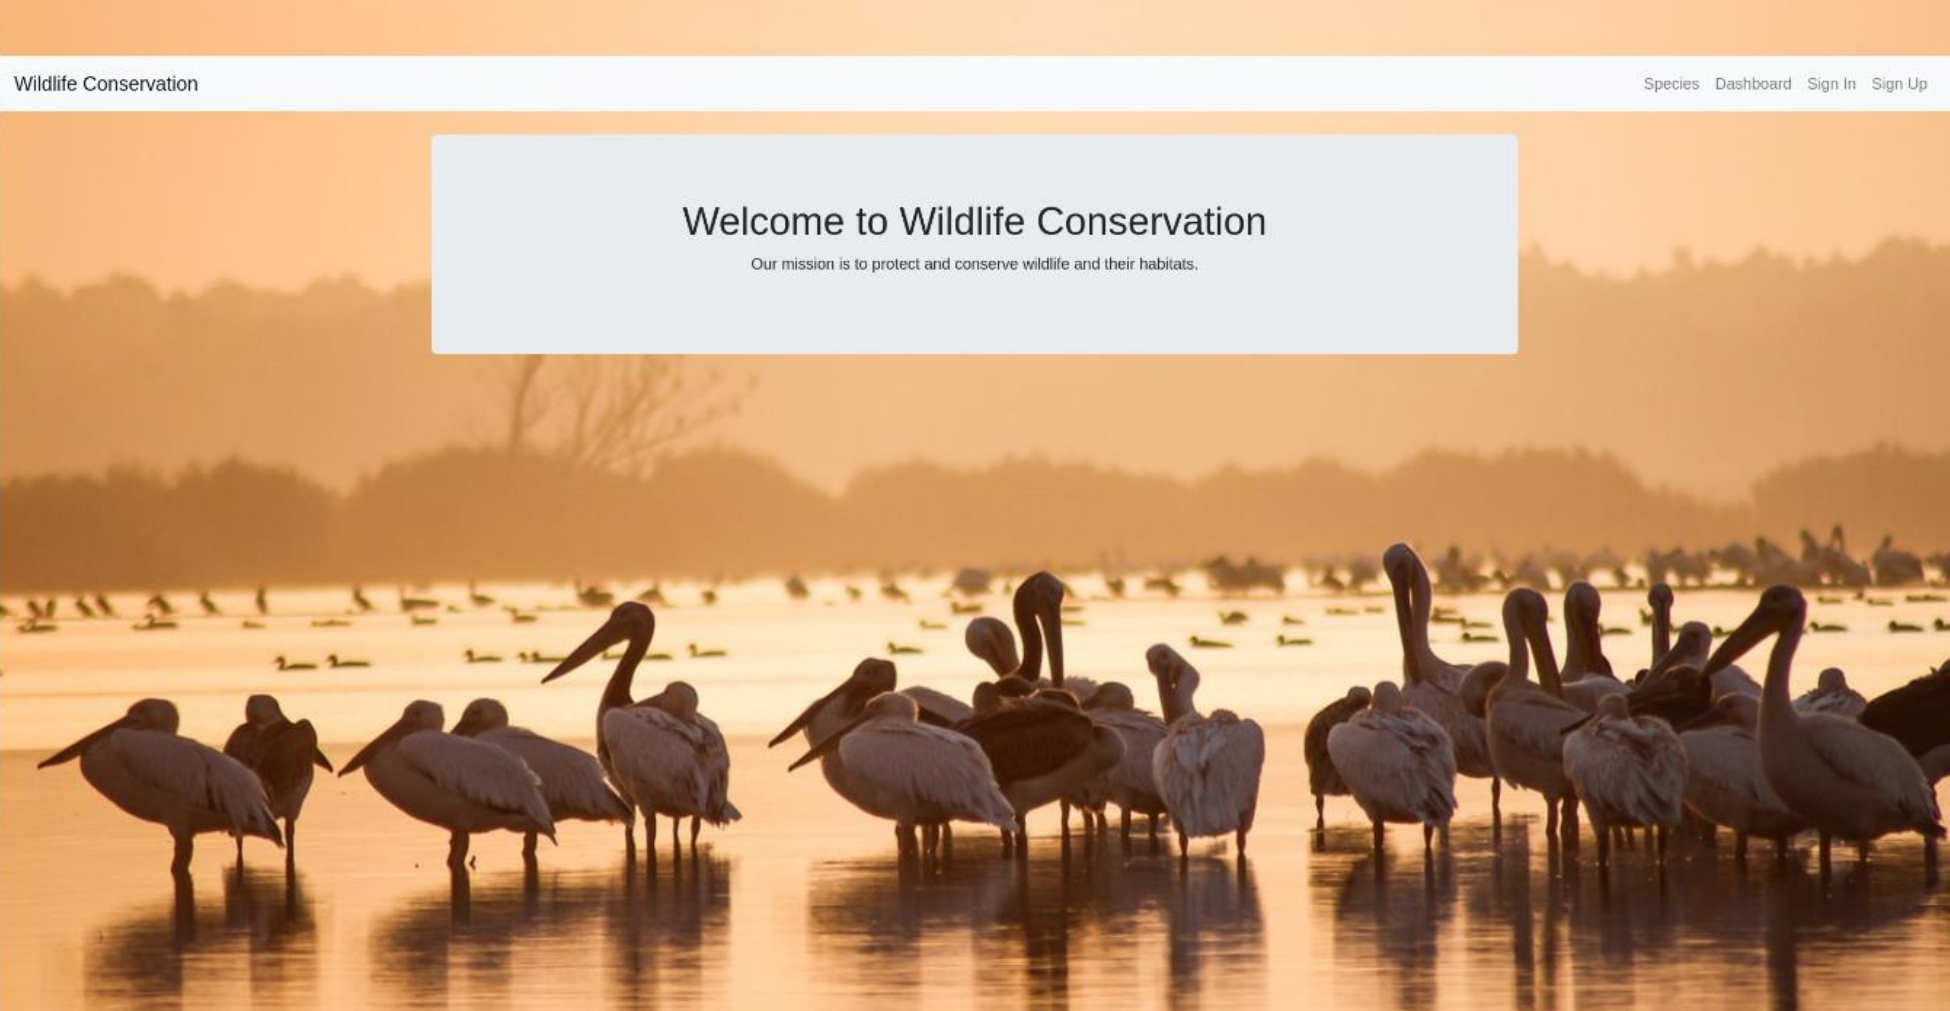 Wildlife Conservation
Species Dashboard Sign In Sign Up
Welcome to Wildlife Conservation
Our mission is to protect and conserve wildlife and their habitats.